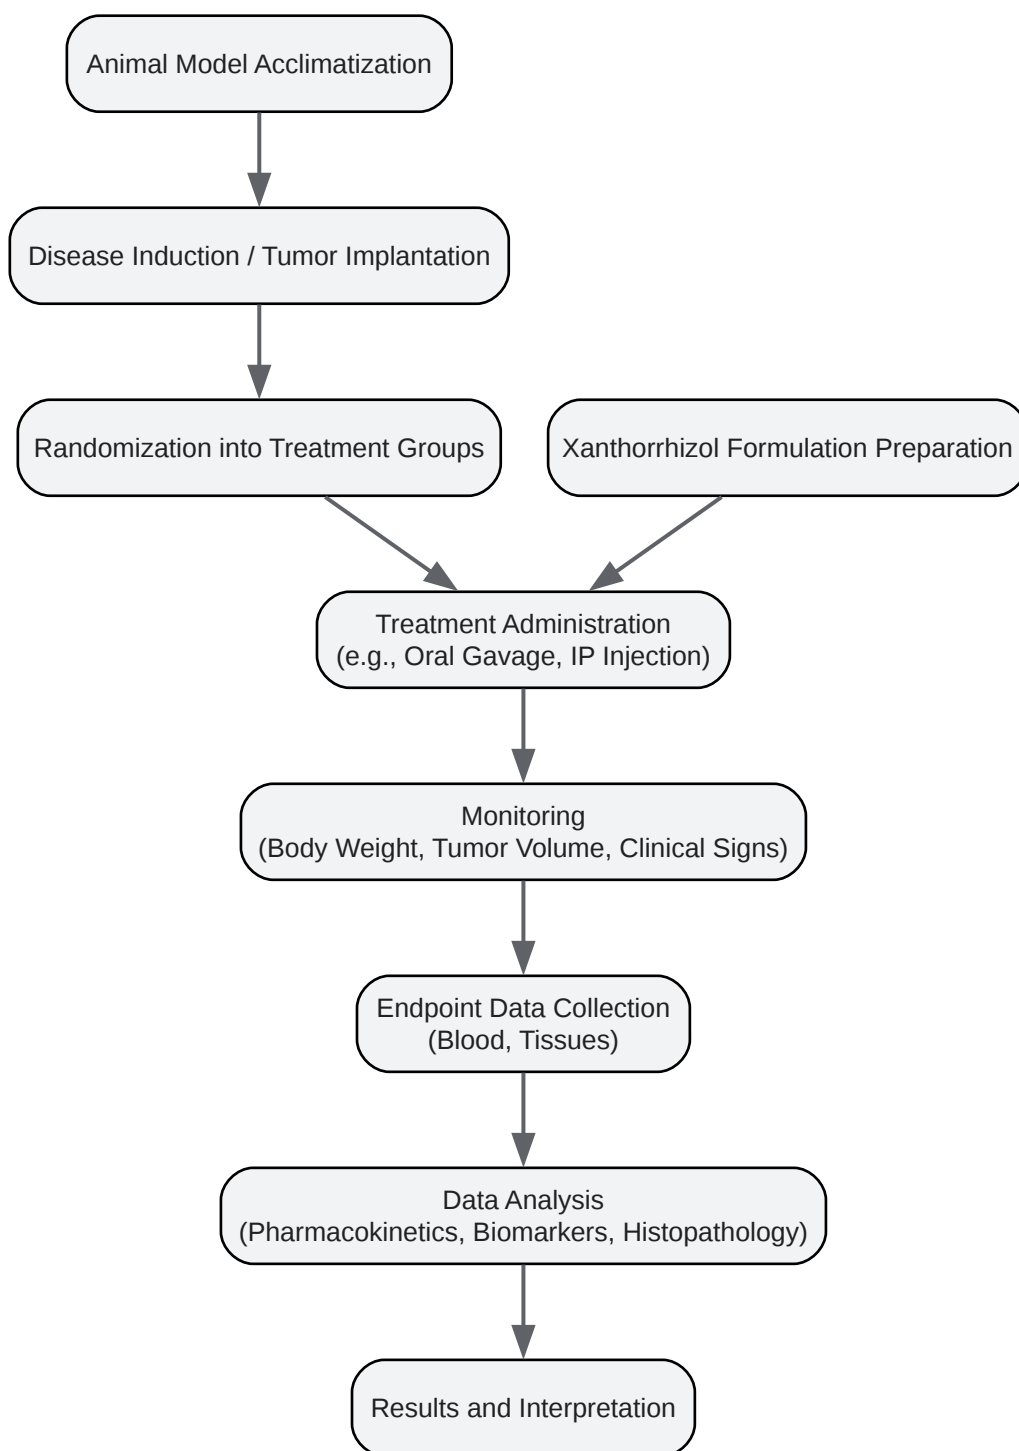 Animal Model Acclimatization
Disease Induction / Tumor Implantation
Randomization into Treatment Groups
Xanthorrhizol Formulation Preparation
Treatment Administration
(e.g., Oral Gavage, IP Injection)
Monitoring
(Body Weight, Tumor Volume, Clinical Signs)
Endpoint Data Collection
(Blood, Tissues)
Data Analysis
(Pharmacokinetics, Biomarkers, Histopathology)
Results and Interpretation